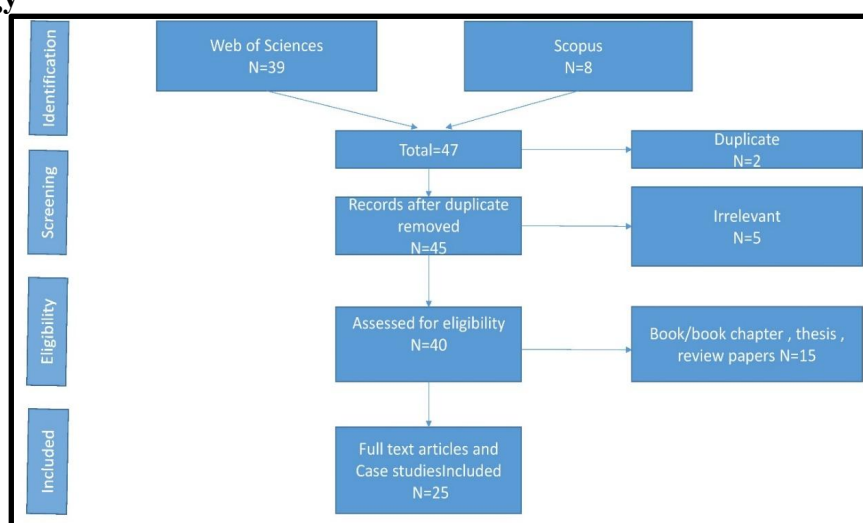 gy
Identification
Web of Sciences
N=39
Scopus
N=8
Total=47
Duplicate
N=2
Screening
Records after duplicate
removed
N=45
Irrelevant
N=5
Eligibility
Assessed for eligibility
N=40
Book/book chapter , thesis ,
review papers N=15
Included
Full text articles and
Case studiesIncluded
N=25